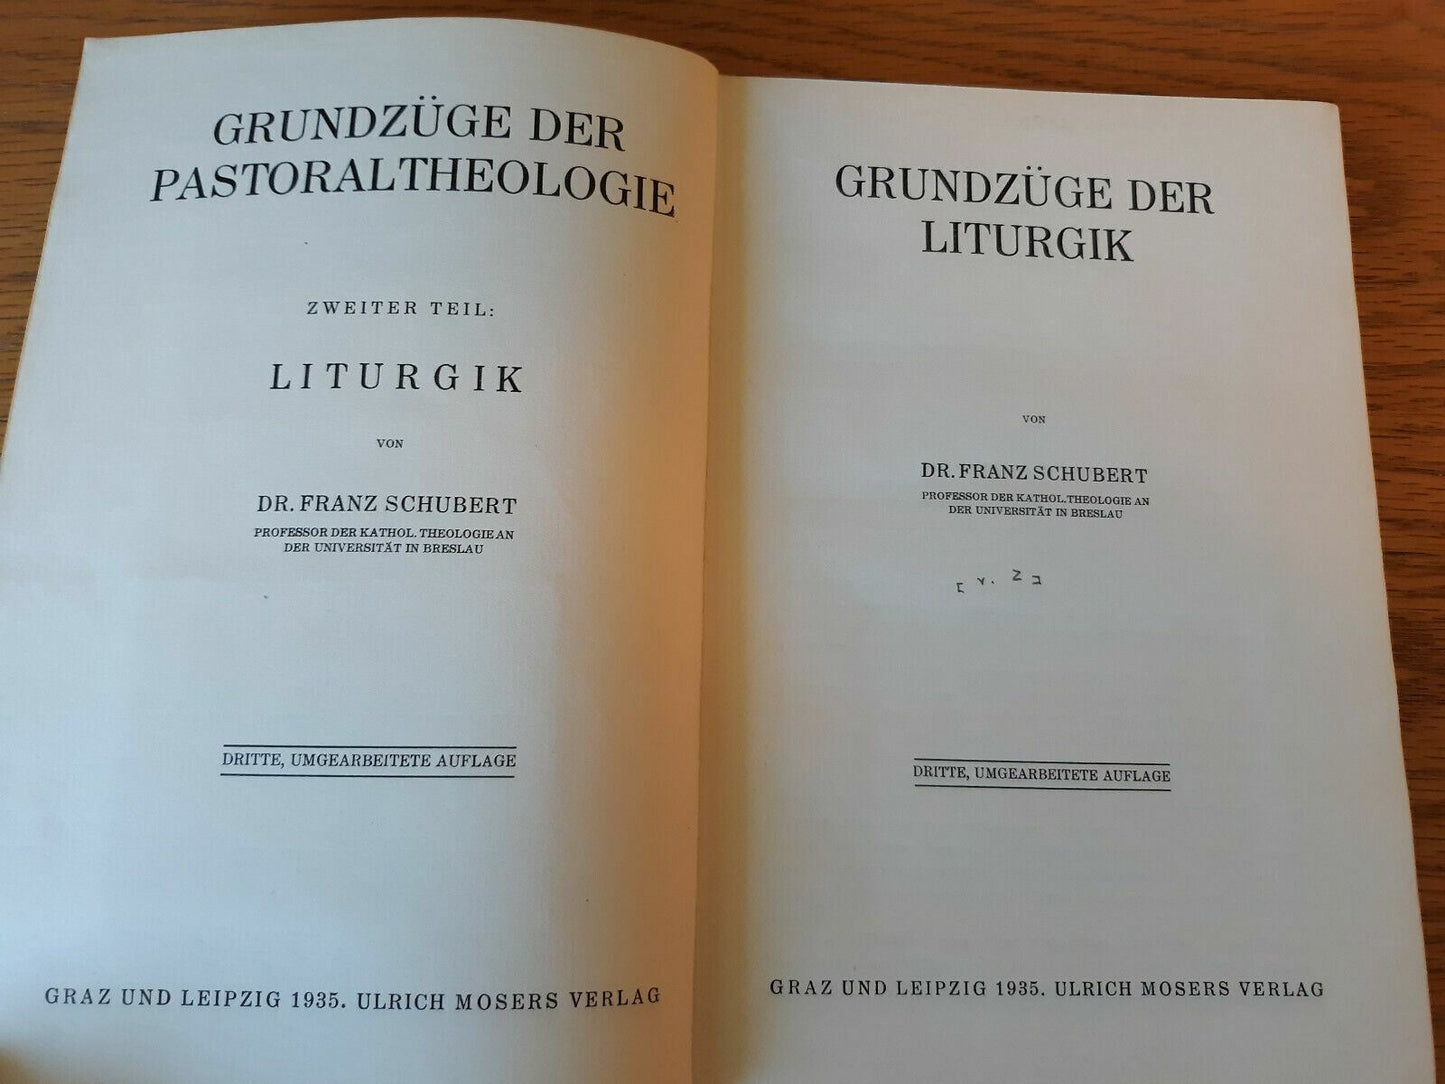 GRUNDZÜGE DER
PASTORALTHEOLOGIE
ZWEITER TEIL:
LITURGIK
VON
DR. FRANZ SCHUBERT
PROFESSOR DER KATHOL. THEOLOGIE AN
DER UNIVERSITÄT IN BRESLAU
DRITTE, UMGEARBEITETE AUFLAGE
GRAZ UND LEIPZIG 1935. ULRICH MOSERS VERLAG
GRUNDZÜGE DER
LITURGIK
VON
DR. FRANZ SCHUBERT
PROFESSOR DER KATHOL. THEOLOGIE AN
DER UNIVERSITÄT IN BRESLAU
DRITTE, UMGEARBEITETE AUFLAGE
GRAZ UND LEIPZIG 1935. ULRICH MOSERS VERLAG